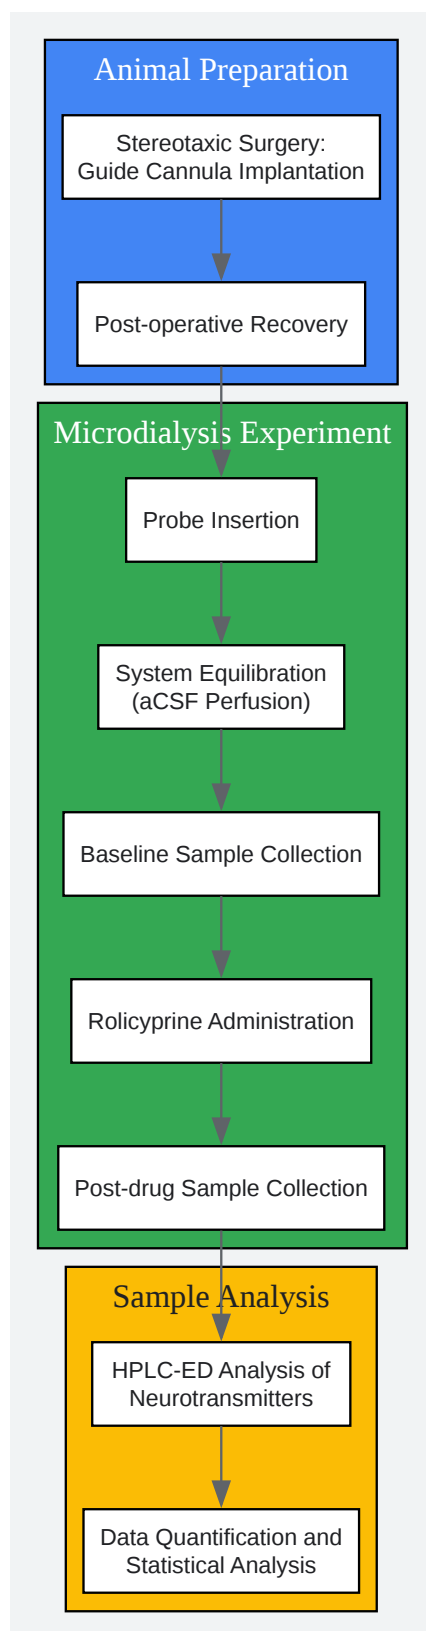 Animal Preparation
Stereotaxic Surgery:
Guide Cannula Implantation
Post-operative Recovery
Microdialysis Experiment
Probe Insertion
System Equilibration
(aCSF Perfusion)
Baseline Sample Collection
Rolicyprine Administration
Post-drug Sample Collection
Sample Analysis
HPLC-ED Analysis of
Neurotransmitters
Data Quantification and
Statistical Analysis